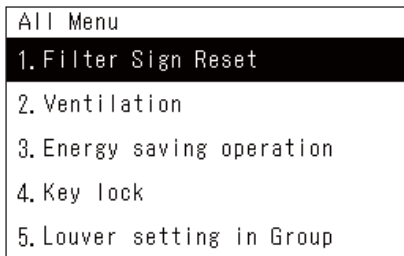 All Menu
1. Filter Sign Reset
2. Ventilation
3. Energy saving operation
4. Key lock
5. Louver setting in Group